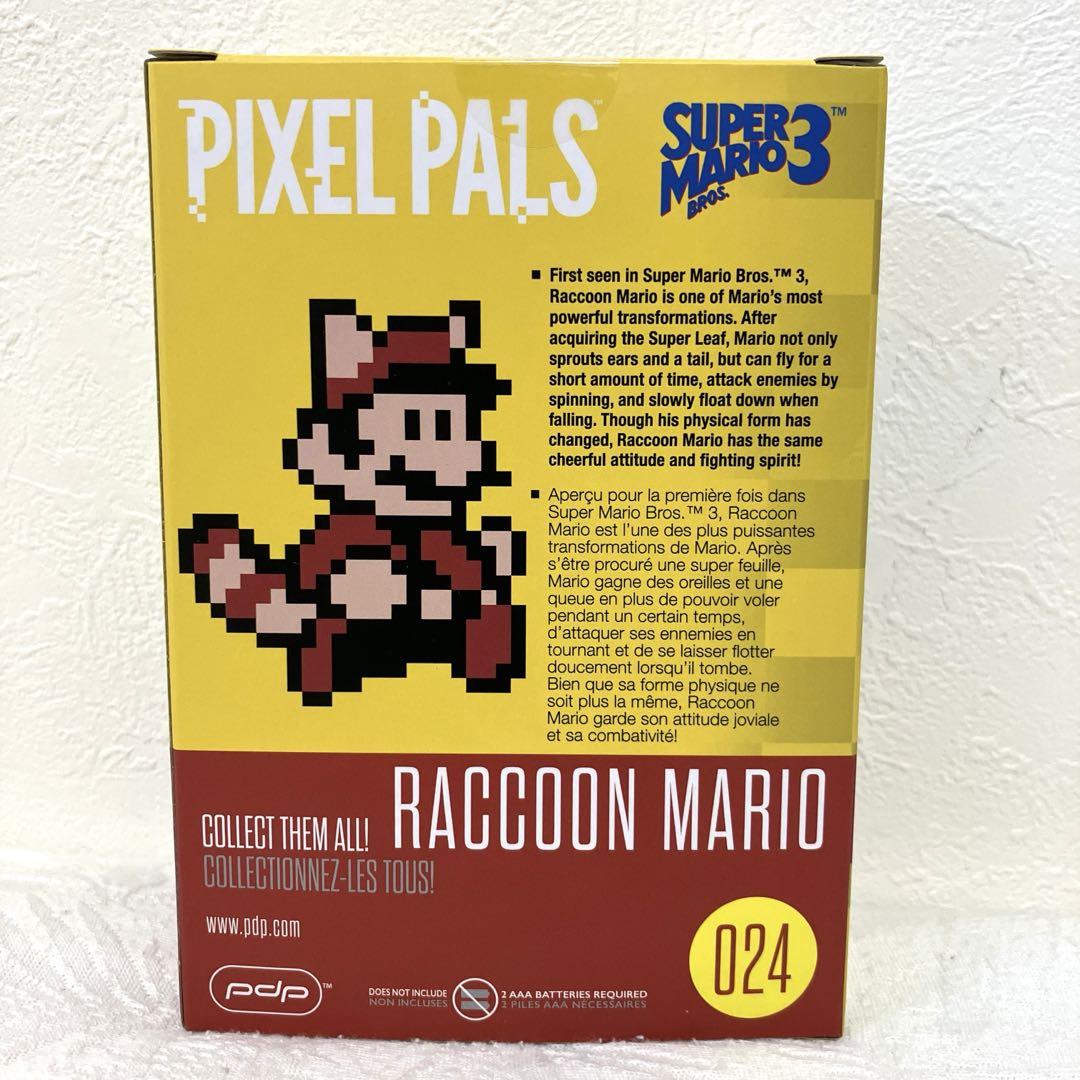 PIXEL PALS™
SUPER
MARIO 3™
BROS.
▪ First seen in Super Mario Bros.™ 3,
Raccoon Mario is one of Mario's most
powerful transformations. After
acquiring the Super Leaf, Mario not only
sprouts ears and a tail, but can fly for a
short amount of time, attack enemies by
spinning, and slowly float down when
falling. Though his physical form has
changed, Raccoon Mario has the same
cheerful attitude and fighting spirit!
▪ Aperçu pour la première fois dans
Super Mario Bros.™ 3, Raccoon
Mario est l'une des plus puissantes
transformations de Mario. Après
s'être procuré une super feuille,
Mario gagne des oreilles et une
queue en plus de pouvoir voler
pendant un certain temps,
d'attaquer ses ennemies en
tournant et de se laisser flotter
doucement lorsqu'il tombe.
Bien que sa forme physique ne
soit plus la même, Raccoon
Mario garde son attitude joviale
et sa combativité!
RACCOON MARIO
COLLECT THEM ALL!
COLLECTIONNEZ-LES TOUS!
www.pdp.com
024
pdp™
DOES NOT INCLUDE
NON INCLUSES
2 AAA BATTERIES REQUIRED
2 PILES AAA NÉCESSAIRES